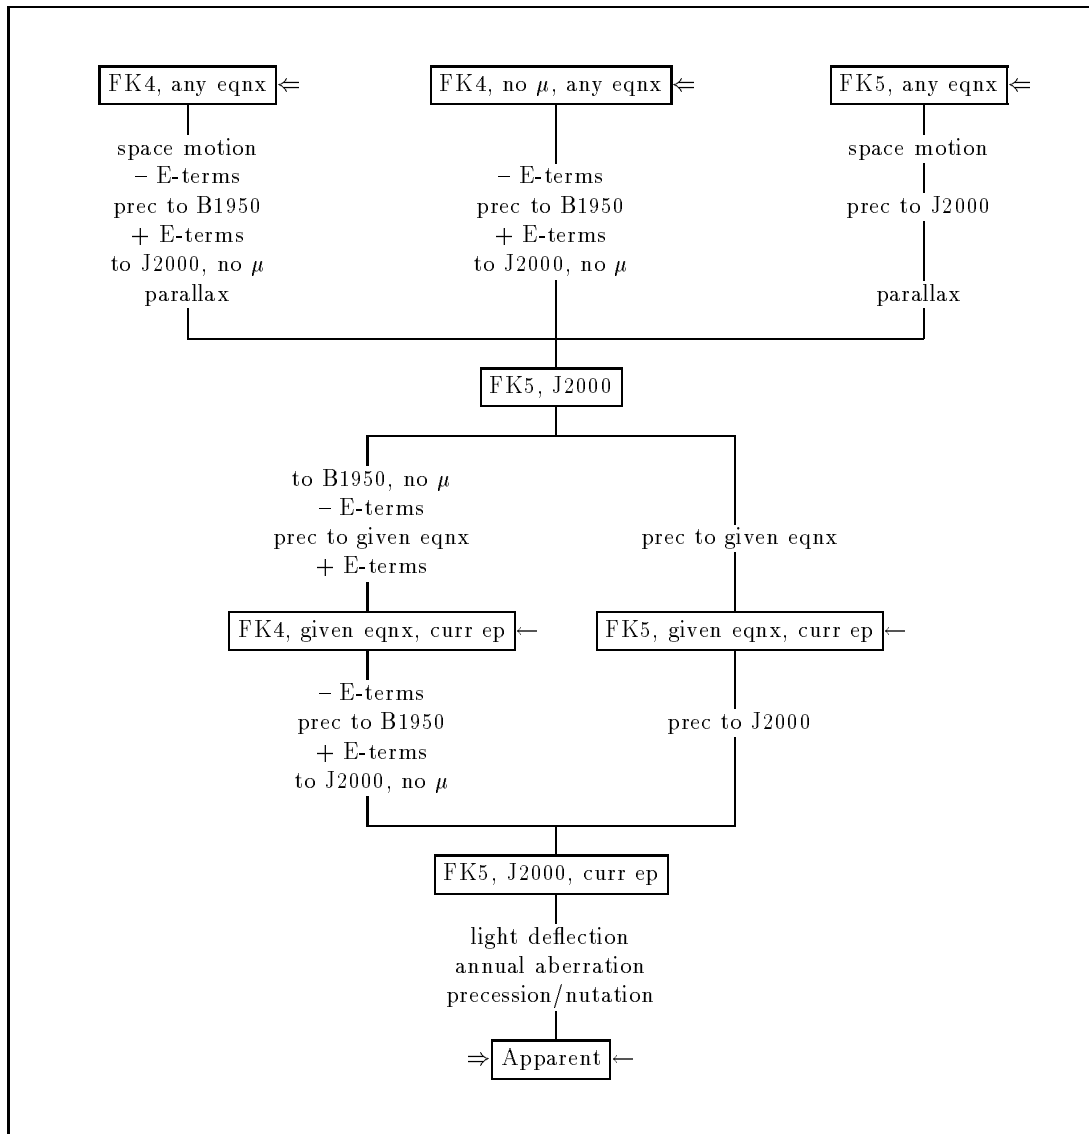 FK4, any eqnx ⇐
FK4, no μ, any eqnx ⇐
FK5, any eqnx ⇐
space motion
– E-terms
prec to B1950
+ E-terms
to J2000, no μ
parallax
– E-terms
prec to B1950
+ E-terms
to J2000, no μ
space motion
prec to J2000
parallax
FK5, J2000
to B1950, no μ
– E-terms
prec to given eqnx
+ E-terms
prec to given eqnx
FK4, given eqnx, curr ep ←
FK5, given eqnx, curr ep ←
– E-terms
prec to B1950
+ E-terms
to J2000, no μ
prec to J2000
FK5, J2000, curr ep
light deflection
annual aberration
precession/nutation
⇒ Apparent ←